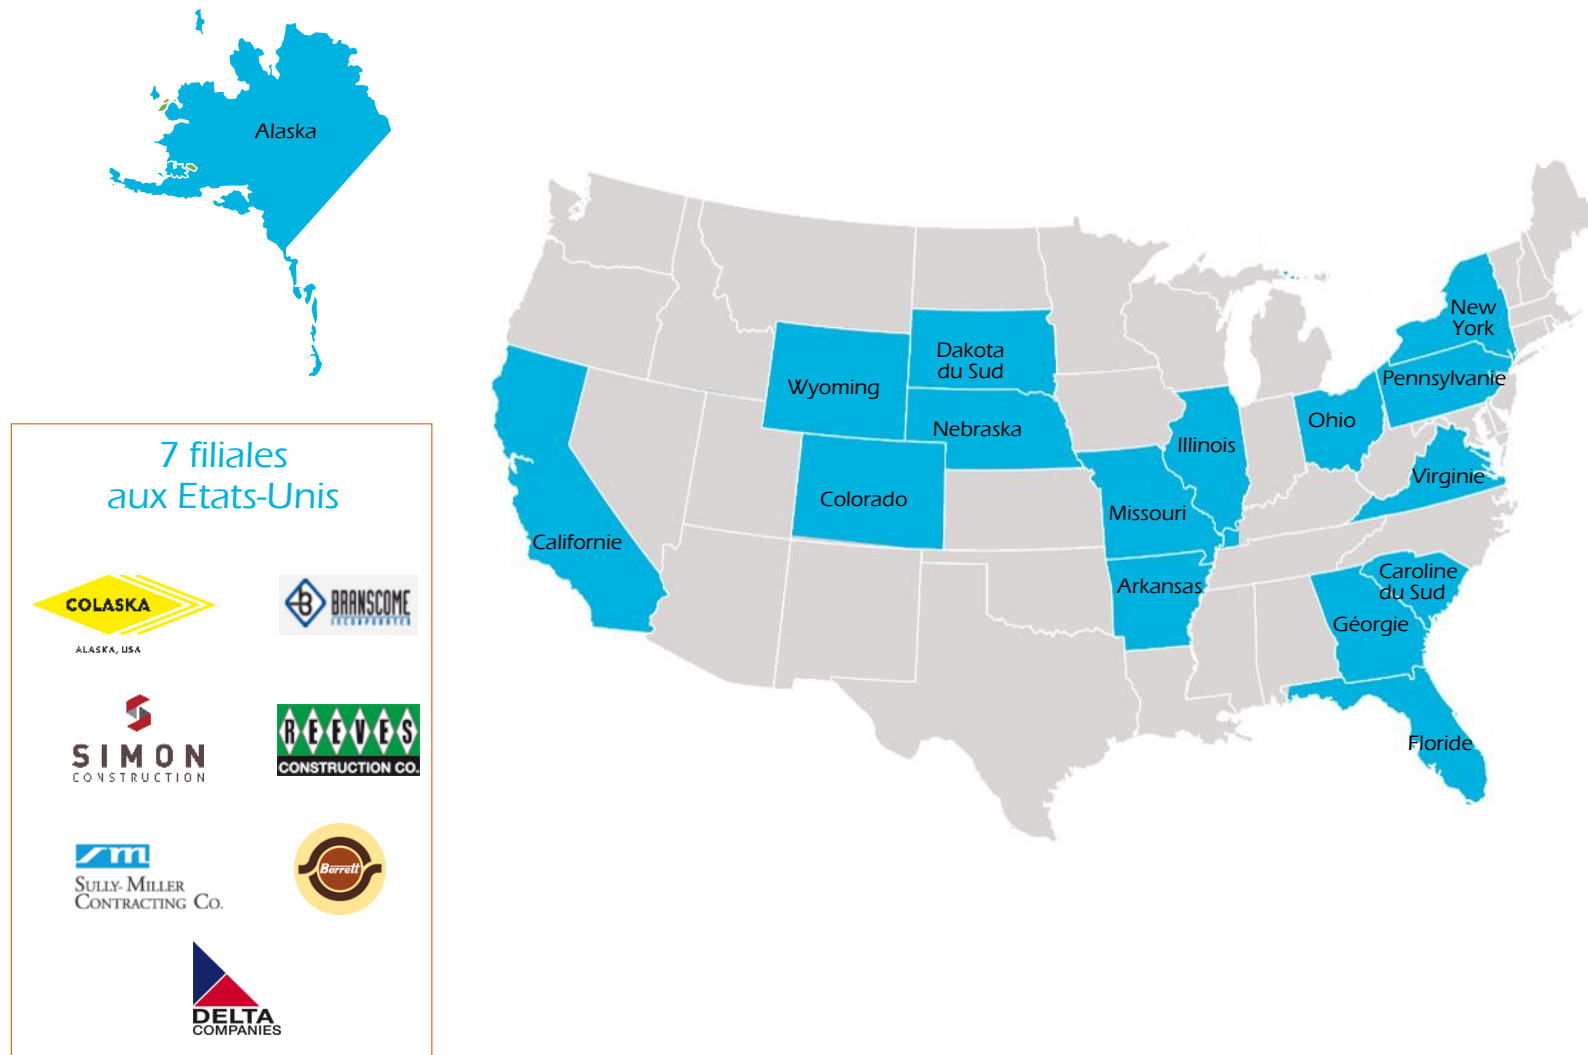 Alaska
New
York
Dakota
du Sud
Pennsylvanie
Wyoming
Ohio
Nebraska
Illinois
Virginie
Colorado
Missouri
Californie
Caroline
du Sud
Arkansas
Géorgie
Floride
7 filiales
aux Etats-Unis
COLASKA
ALASKA, USA
B BRANSCOME
INCORPORATED
SIMON
CONSTRUCTION
REEVES
CONSTRUCTION CO.
sm
SULLY-MILLER
CONTRACTING CO.
Barrett
DELTA
COMPANIES